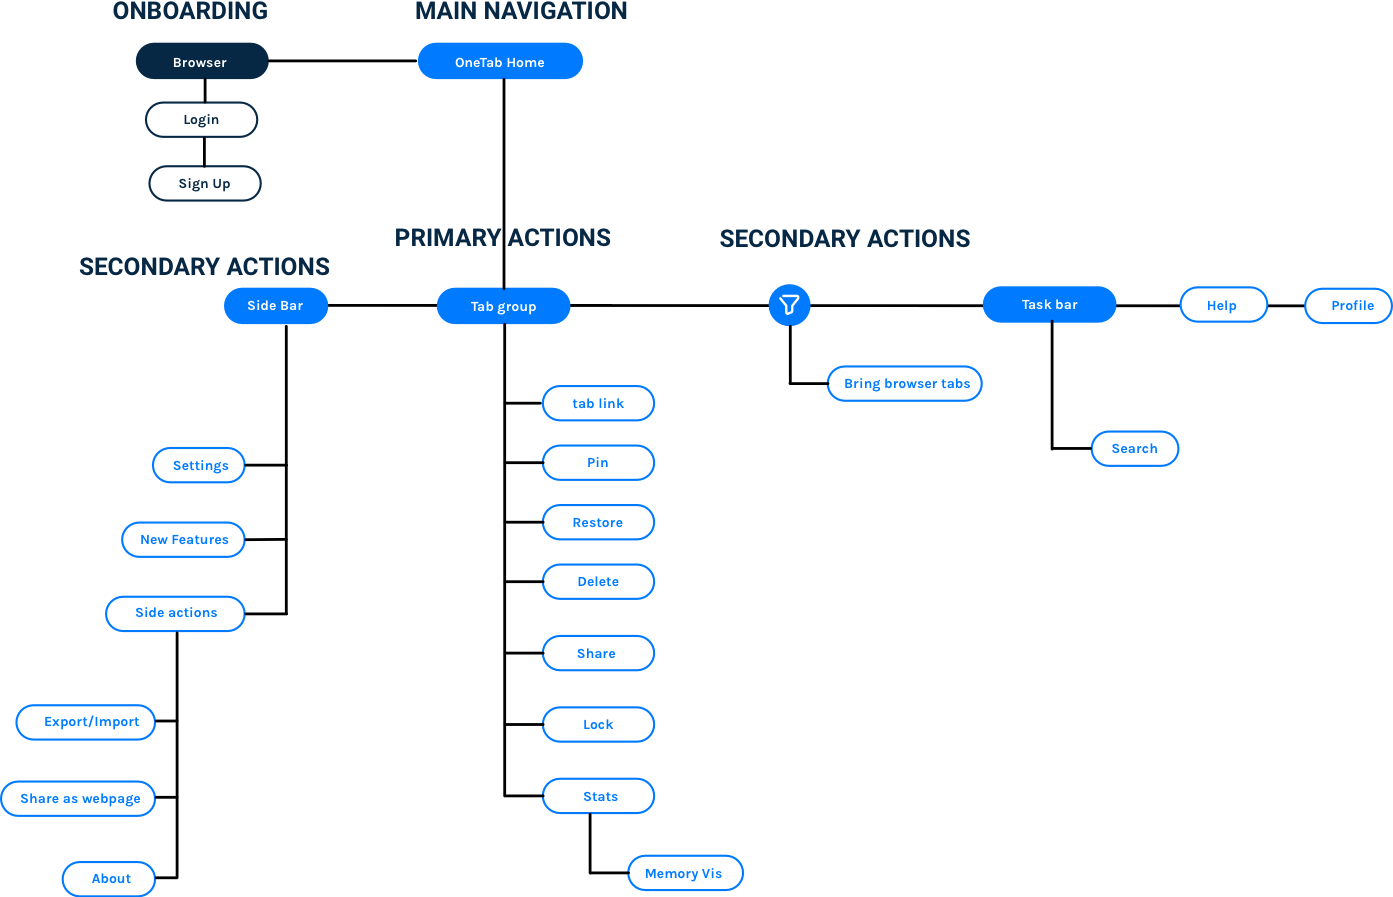 ONBOARDING
MAIN NAVIGATION
Browser
OneTab Home
Login
Sign Up
PRIMARY ACTIONS
SECONDARY ACTIONS
SECONDARY ACTIONS
Side Bar
Tab group
Task bar
Help
Profile
Bring browser tabs
tab link
Search
Pin
Settings
Restore
New Features
Delete
Side actions
Share
Export/Import
Lock
Share as webpage
Stats
Memory Vis
About